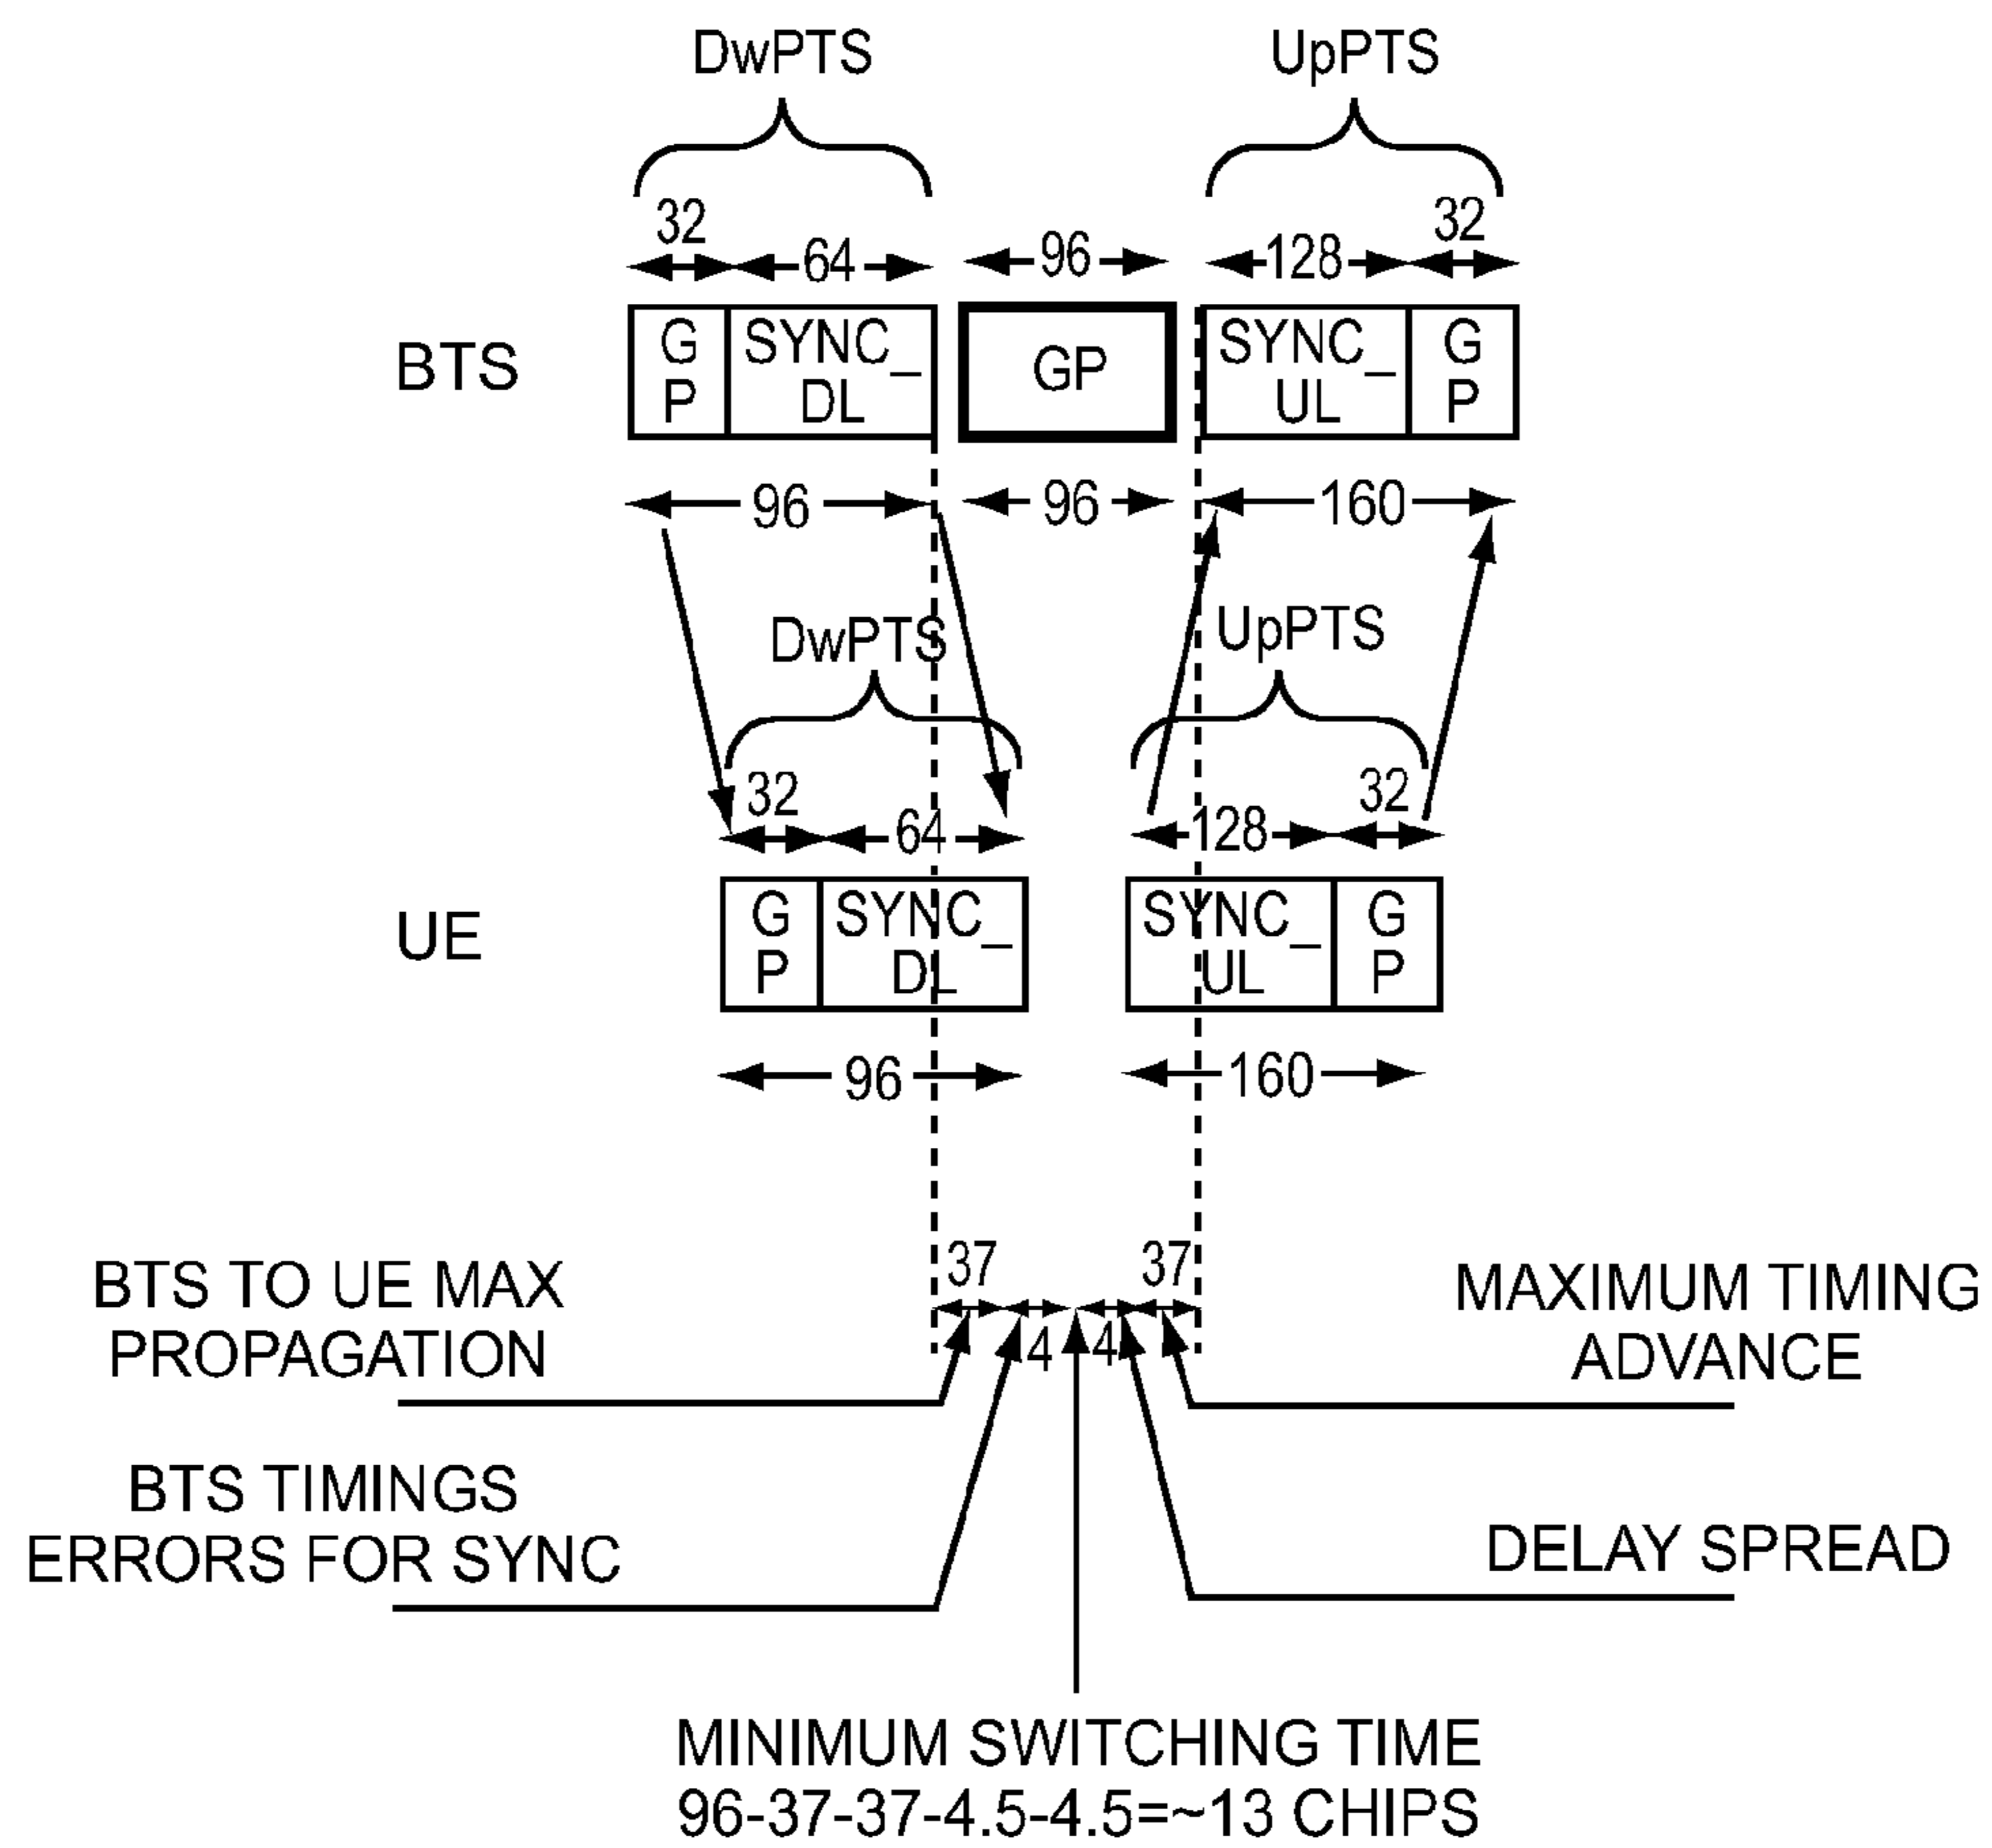 DwPTS
UpPTS
32
64
96
128
32
BTS
G
P
SYNC_
DL
GP
SYNC_
UL
G
P
96
96
160
DwPTS
UpPTS
32
64
128
32
UE
G
P
SYNC_
DL
SYNC_
UL
G
P
96
160
37
37
4
4
BTS TO UE MAX
PROPAGATION
MAXIMUM TIMING
ADVANCE
BTS TIMINGS
ERRORS FOR SYNC
DELAY SPREAD
MINIMUM SWITCHING TIME
96-37-37-4.5-4.5=~13 CHIPS